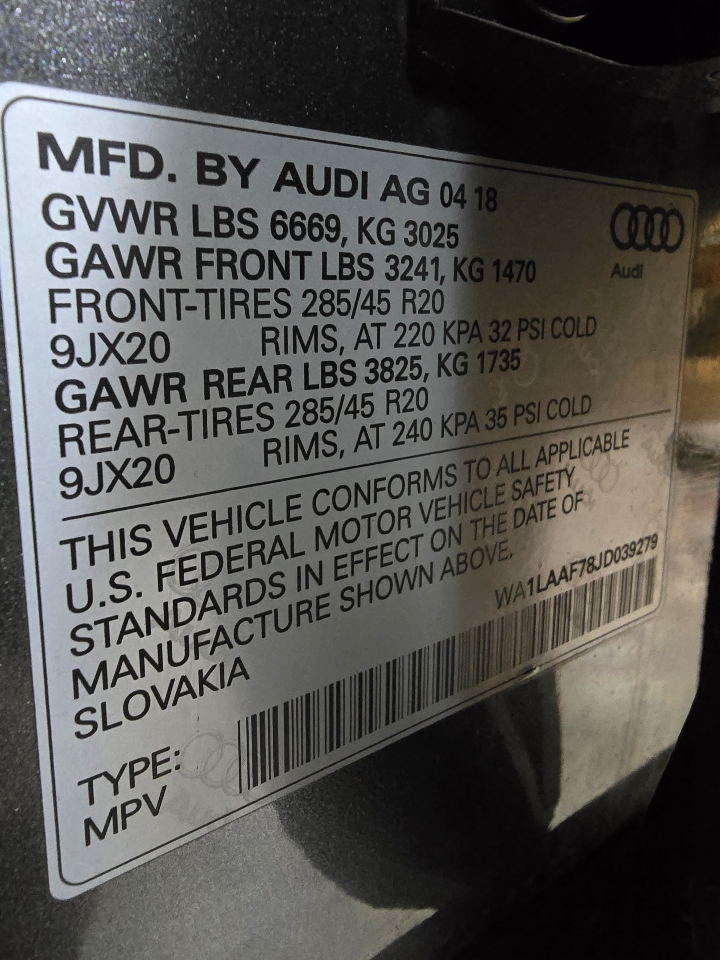 MFD. BY AUDI AG 04 18
GVWR LBS 6669, KG 3025
GAWR FRONT LBS 3241, KG 1470
FRONT-TIRES 285/45 R20
9JX20 RIMS, AT 220 KPA 32 PSI COLD
GAWR REAR LBS 3825, KG 1735
REAR-TIRES 285/45 R20
9JX20 RIMS, AT 240 KPA 35 PSI COLD
Audi
THIS VEHICLE CONFORMS TO ALL APPLICABLE
U.S. FEDERAL MOTOR VEHICLE SAFETY
STANDARDS IN EFFECT ON THE DATE OF
MANUFACTURE SHOWN ABOVE.
SLOVAKIA
WA1LAAF78JD039279
TYPE:
MPV